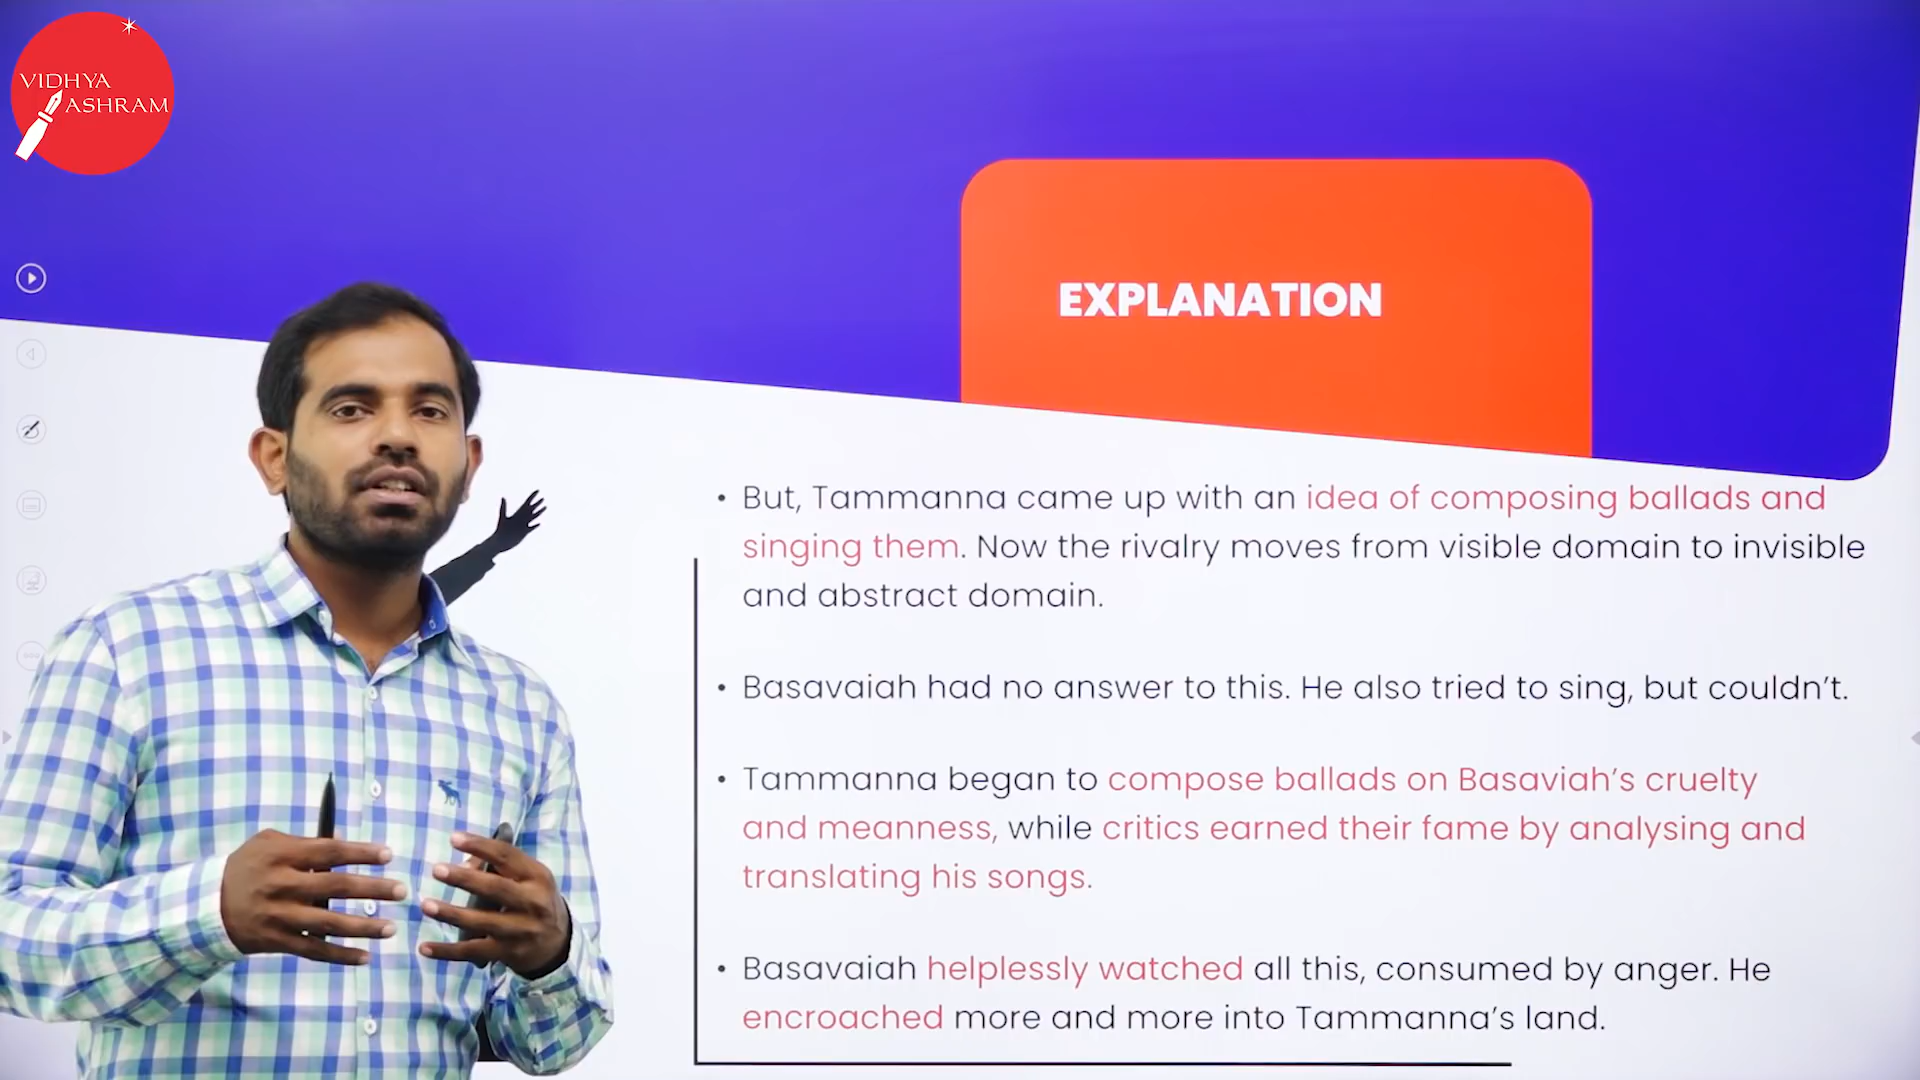 VIDHYA
ASHRAM
EXPLANATION
• But, Tammanna came up with an idea of composing ballads and
singing them. Now the rivalry moves from visible domain to invisible
and abstract domain.
• Basavaiah had no answer to this. He also tried to sing, but couldn't.
• Tammanna began to compose ballads on Basaviah's cruelty
and meanness, while critics earned their fame by analysing and
translating his songs.
• Basavaiah helplessly watched all this, consumed by anger. He
encroached more and more into Tammanna's land.